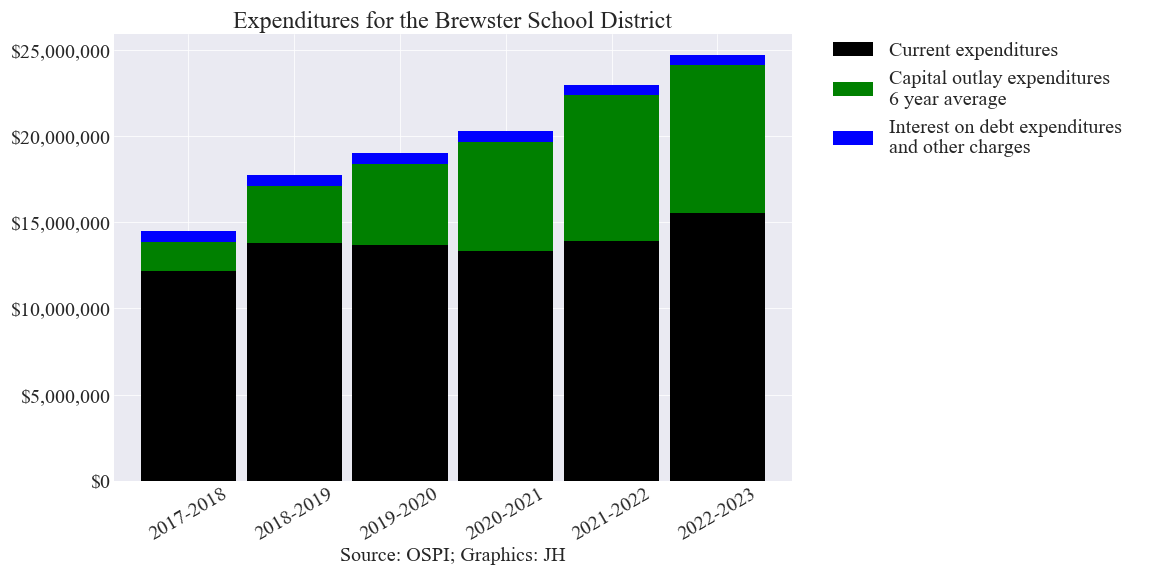 Expenditures for the Brewster School District
$25,000,000
$20,000,000
$15,000,000
$10,000,000
$5,000,000
$0
2017-2018
2018-2019
2019-2020
2020-2021
2021-2022
2022-2023
Source: OSPI; Graphics: JH
Current expenditures
Capital outlay expenditures
6 year average
Interest on debt expenditures
and other charges